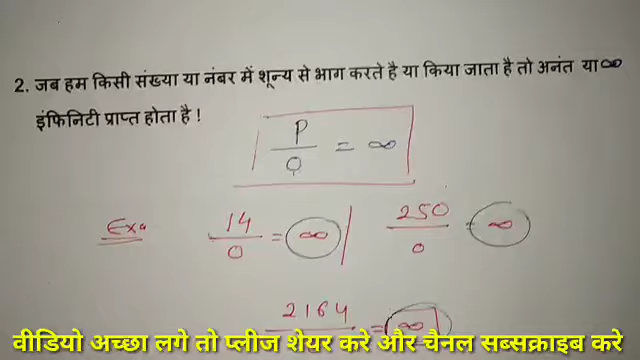 2. जब हम किसी संख्या या नंबर में शून्य से भाग करते है या किया जाता है तो अनंत या ∞
इंफिनिटी प्राप्त होता है !
P/0 = ∞
Exa 14/0 = ∞ | 250/0 = ∞
2164
= ∞
वीडियो अच्छा लगे तो प्लीज शेयर करे और चैनल सब्सक्राइब करे